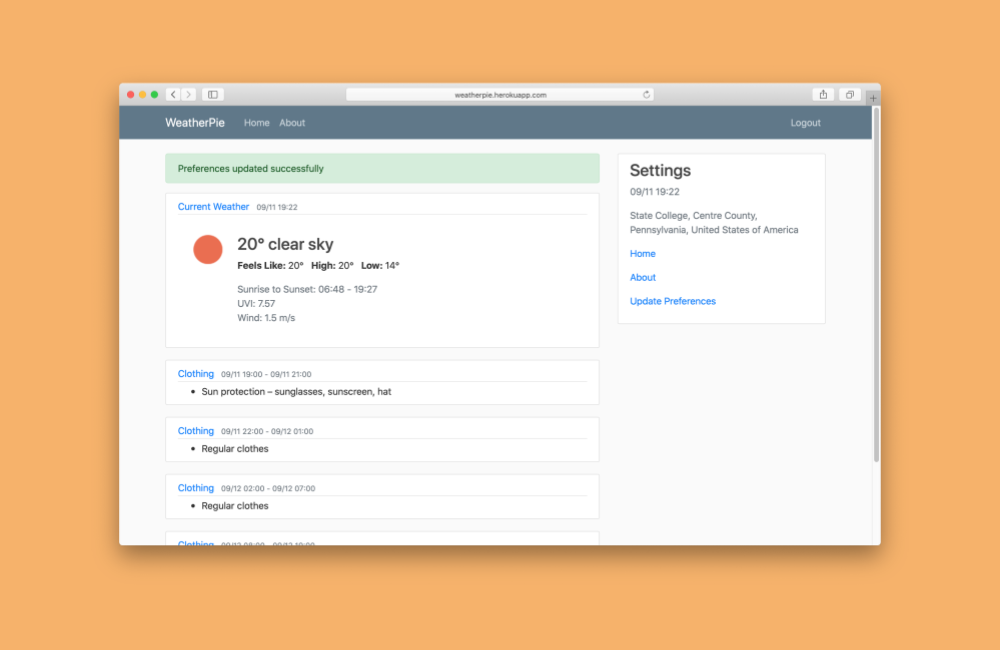 weatherpie.herokuapp.com
WeatherPie Home About Logout
Preferences updated successfully
Current Weather 09/11 19:22
20° clear sky
Feels Like: 20° High: 20° Low: 14°
Sunrise to Sunset: 06:48 - 19:27
UVI: 7.57
Wind: 1.5 m/s
Clothing 09/11 19:00 - 09/11 21:00
• Sun protection – sunglasses, sunscreen, hat
Clothing 09/11 22:00 - 09/12 01:00
• Regular clothes
Clothing 09/12 02:00 - 09/12 07:00
• Regular clothes
Clothing
Settings
09/11 19:22
State College, Centre County,
Pennsylvania, United States of America
Home
About
Update Preferences